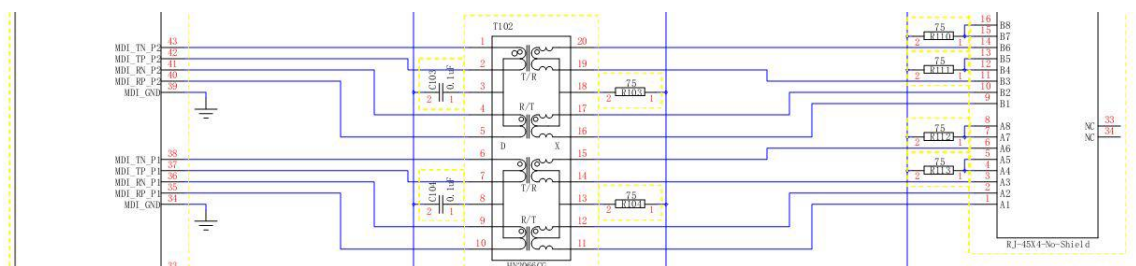 T102
MDI_TN_P2 43
MDI_TP_P2 42
MDI_RN_P2 41
MDI_RP_P2 40
MDI_GND 39
MDI_TN_P1 38
MDI_TP_P1 37
MDI_RN_P1 36
MDI_RP_P1 35
MDI_GND 34
33
C103
0.1uF
2 1
C104
0.1uF
2 1
1 20
2 19
T/R
3 18
R/T
4 17
5 16
D X
6 15
7 14
T/R
8 13
R/T
9 12
10 11
75
2 R103 1
75
2 R104 1
75
2 R110 1
75
2 R111 1
75
2 R112 1
75
2 R113 1
16 B8
15 B7
14 B6
13 B5
12 B4
11 B3
10 B2
9 B1
8 A8
7 A7
6 A6
5 A5
4 A4
3 A3
2 A2
1 A1
NC 33
NC 34
RJ-45X4-No-Shield